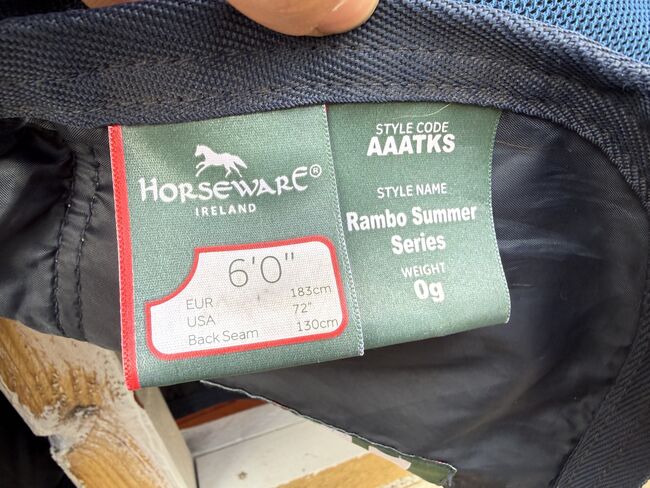 HORSEWARE®
IRELAND
6'0"
EUR 183cm
USA 72"
Back Seam 130cm
STYLE CODE
AAATKS
STYLE NAME
Rambo Summer
Series
WEIGHT
0g